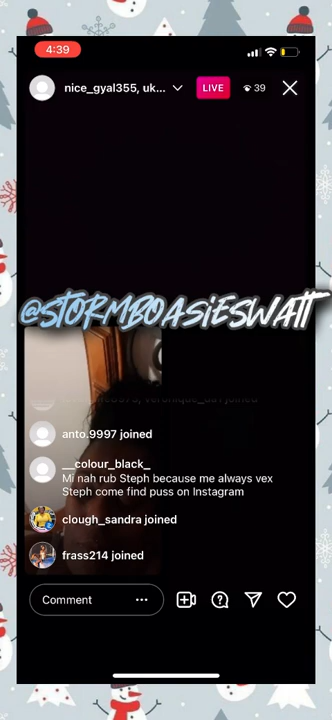 4:39
nice_gyal355, uk...
LIVE
39
@STORMBOASIESWATT
joined
anto.9997 joined
__colour_black_
Mi nah rub Steph because me always vex
Steph come find puss on Instagram
clough_sandra joined
frass214 joined
Comment